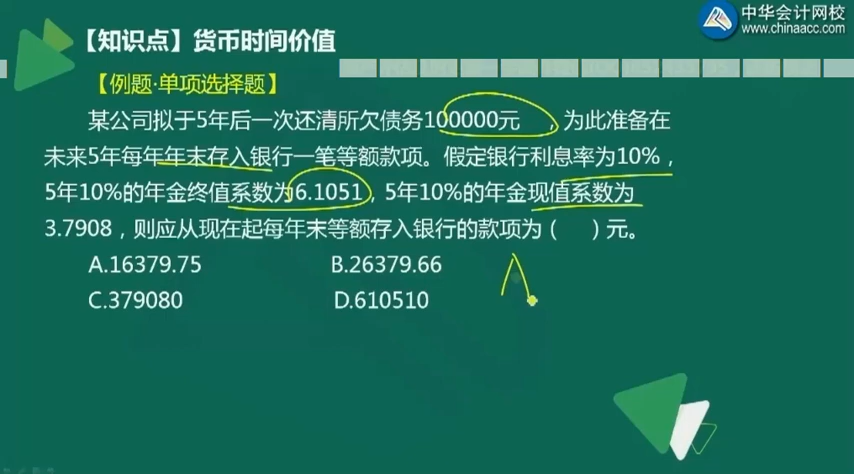 中华会计网校
www.chinaacc.com
【知识点】货币时间价值
【例题·单项选择题】
某公司拟于5年后一次还清所欠债务100000元，为此准备在
未来5年每年年末存入银行一笔等额款项。假定银行利息率为10%，
5年10%的年金终值系数为6.1051，5年10%的年金现值系数为
3.7908，则应从现在起每年末等额存入银行的款项为（ ）元。
A.16379.75 B.26379.66
C.379080 D.610510